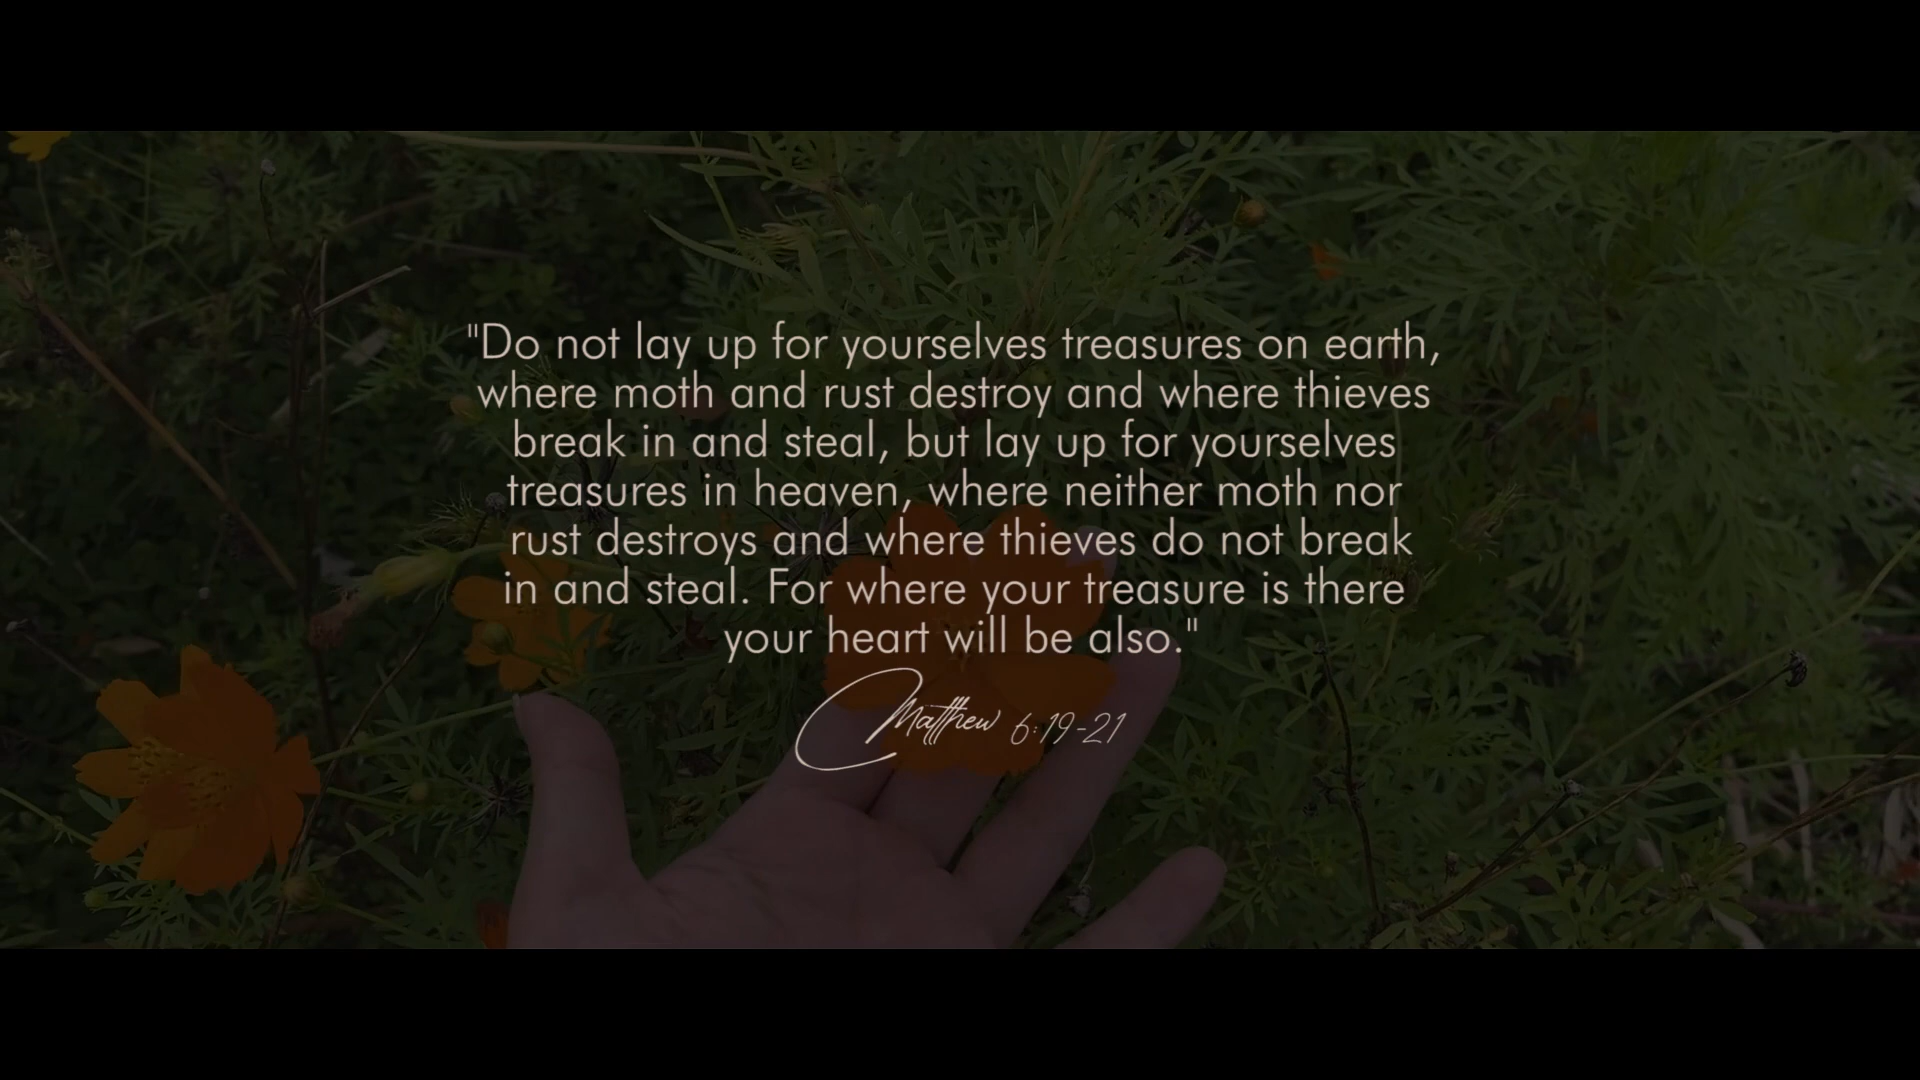 "Do not lay up for yourselves treasures on earth,
where moth and rust destroy and where thieves
break in and steal, but lay up for yourselves
treasures in heaven, where neither moth nor
rust destroys and where thieves do not break
in and steal. For where your treasure is there
your heart will be also."
Matthew 6:19-21